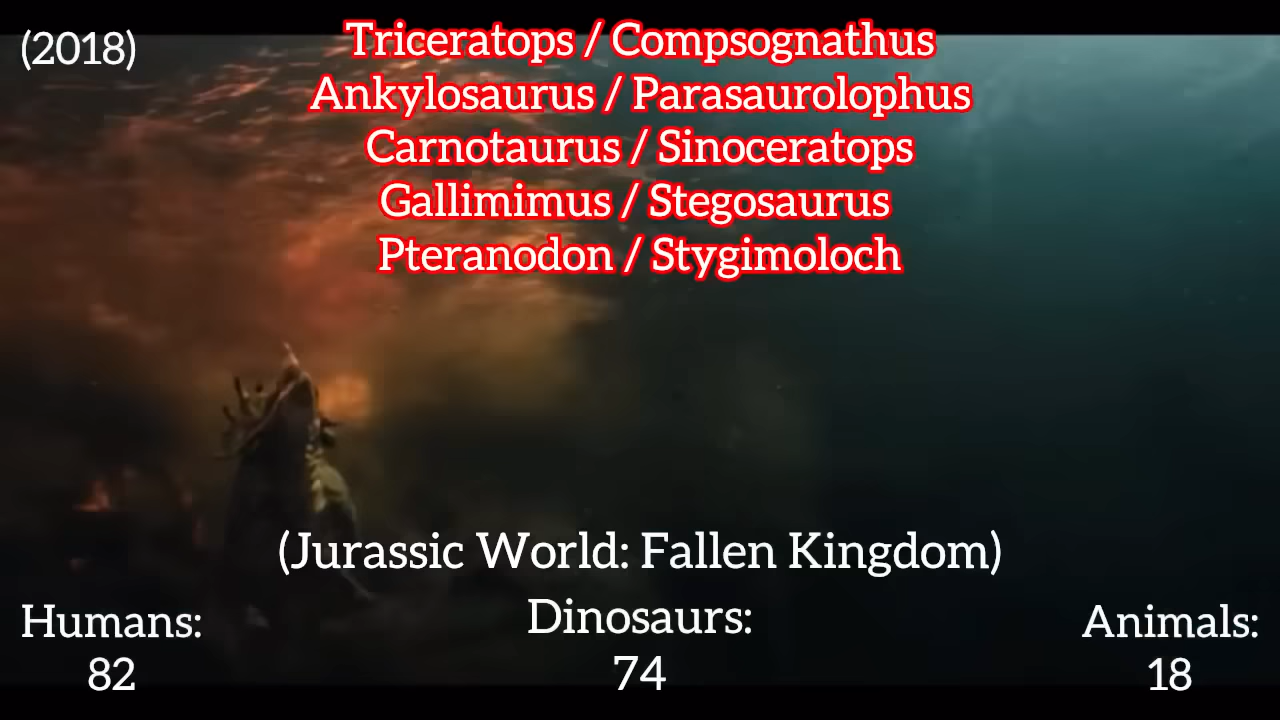 (2018)
Triceratops / Compsognathus
Ankylosaurus / Parasaurolophus
Carnotaurus / Sinoceratops
Gallimimus / Stegosaurus
Pteranodon / Stygimoloch
(Jurassic World: Fallen Kingdom)
Humans:
82
Dinosaurs:
74
Animals:
18